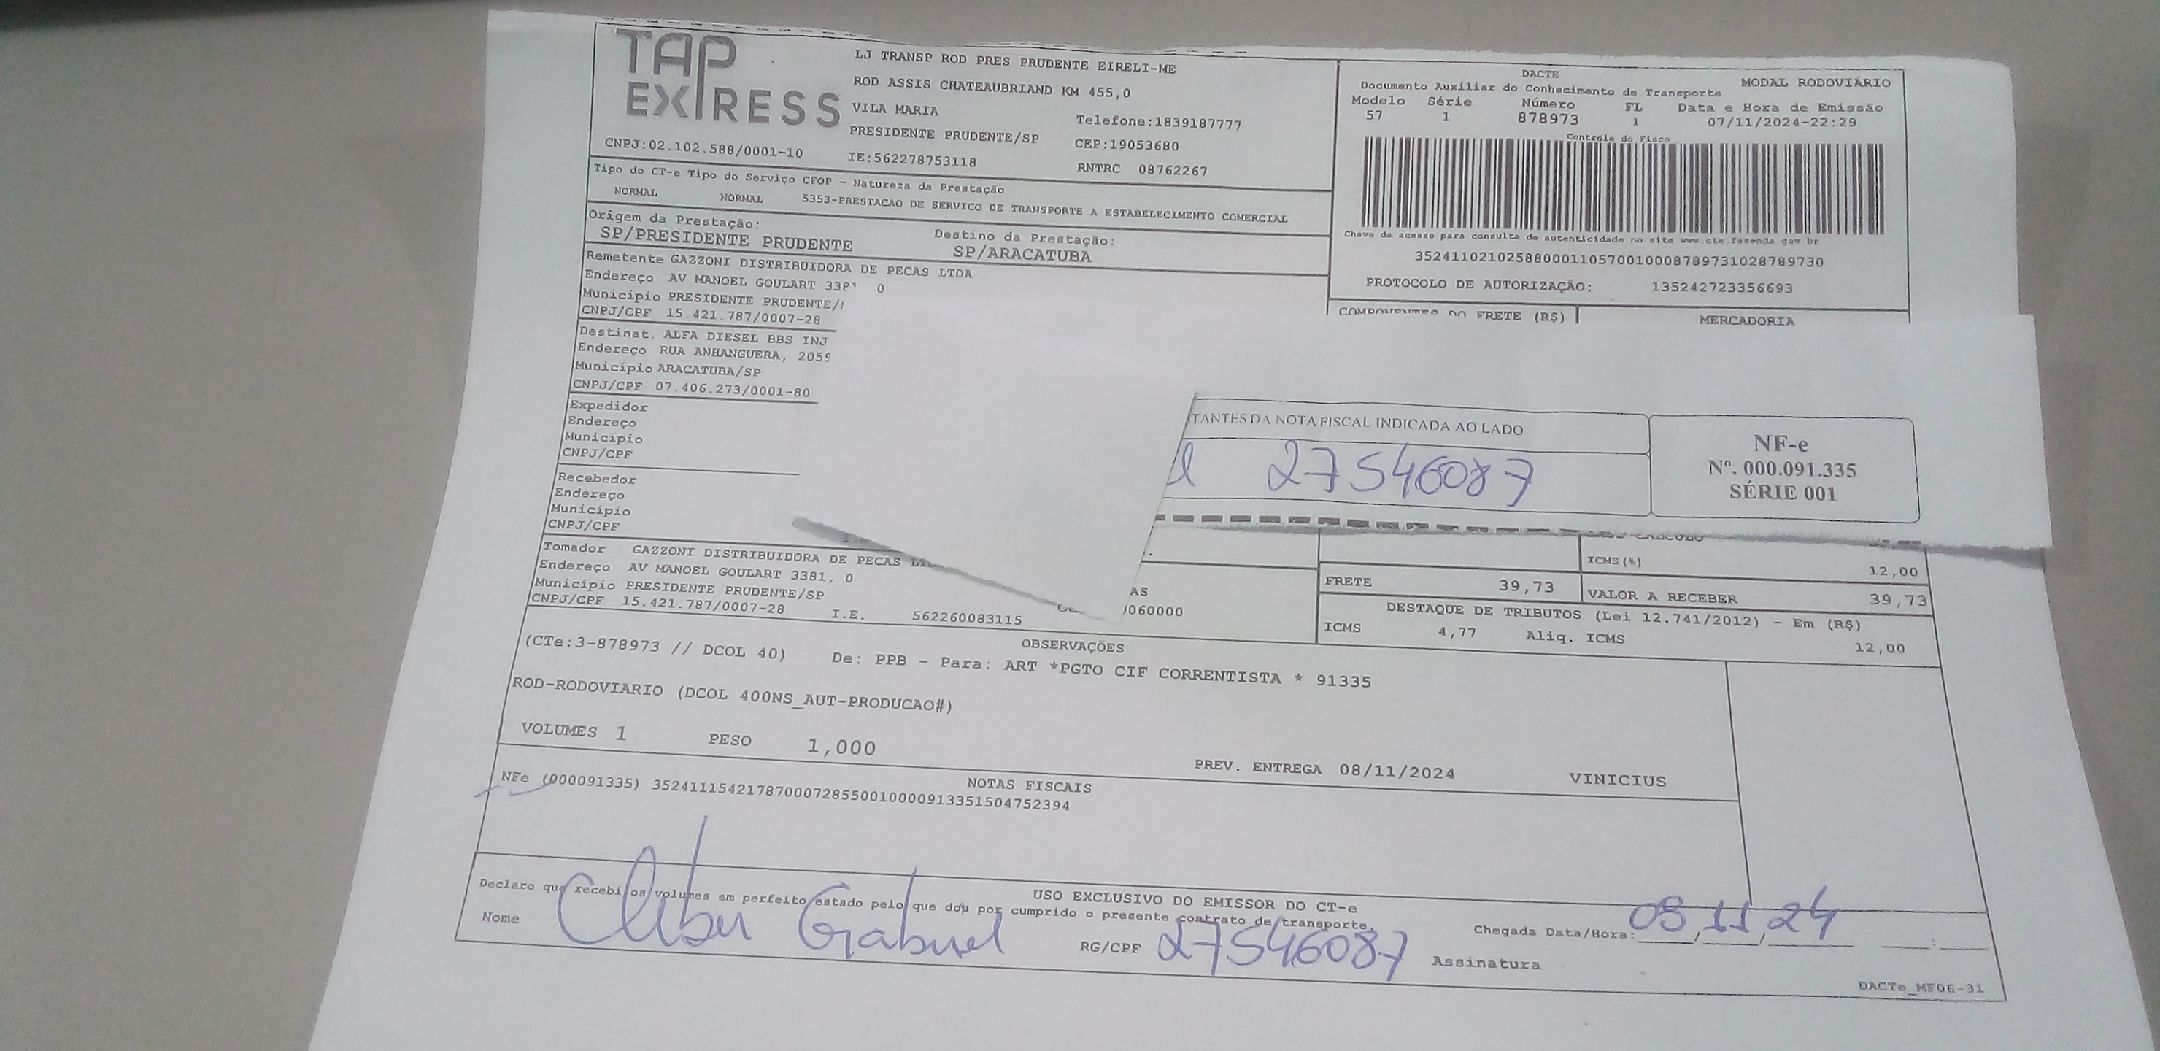 TAP EXPRESS
LJ TRANSP ROD PRES PRUDENTE EIRELI-ME
ROD ASSIS CHATEAUBRIAND KM 455,0
VILA MARIA
Telefone:1839187777
PRESIDENTE PRUDENTE/SP
CEP:19053680
CNPJ:02.102.588/0001-10
IE:562278753118
RNTRC 08762267
DACTE
MODAL RODOVIÁRIO
Documento Auxiliar do Conhecimento de Transporte
Modelo Série Número FL Data e Hora de Emissão
57 1 878973 1 07/11/2024-22:29
Controle do Fisco
Chave de acesso para consulta de autenticidade no site www.cte.fazenda.gov.br
35241102102588000110570010008789731028789730
PROTOCOLO DE AUTORIZAÇÃO: 135242723356693
Tipo do CT-e Tipo do Serviço CFOP - Natureza da Prestação
NORMAL NORMAL 5353-PRESTACAO DE SERVICO DE TRANSPORTE A ESTABELECIMENTO COMERCIAL
Origem da Prestação: Destino da Prestação:
SP/PRESIDENTE PRUDENTE SP/ARACATUBA
Remetente GAZZONI DISTRIBUIDORA DE PECAS LTDA
Endereço AV MANOEL GOULART 3381 0
Município PRESIDENTE PRUDENTE/
CNPJ/CPF 15.421.787/0007-28
Destinat. ALFA DIESEL BBS INJ
Endereço RUA ANHANGUERA, 2055
Município ARACATUBA/SP
CNPJ/CPF 07.406.273/0001-80
Expedidor
Endereço
Município
CNPJ/CPF
Recebedor
Endereço
Município
CNPJ/CPF
COMPONENTES DO FRETE (R$) MERCADORIA
TANTES DA NOTA FISCAL INDICADA AO LADO
27546087
NF-e
Nº. 000.091.335
SÉRIE 001
Tomador GAZZONI DISTRIBUIDORA DE PECAS
Endereço AV MANOEL GOULART 3381, 0
Município PRESIDENTE PRUDENTE/SP
CNPJ/CPF 15.421.787/0007-28 I.E. 562260083115
AS
060000
ICMS(%) 12,00
FRETE 39,73 VALOR A RECEBER 39,73
DESTAQUE DE TRIBUTOS (Lei 12.741/2012) - Em (R$)
ICMS 4,77 Aliq. ICMS 12,00
OBSERVAÇÕES
(CTe:3-878973 // DCOL 40) De: PPB - Para: ART *PGTO CIF CORRENTISTA * 91335
ROD-RODOVIARIO (DCOL 400NS_AUT-PRODUCAO#)
VOLUMES 1 PESO 1,000
PREV. ENTREGA 08/11/2024 VINICIUS
NOTAS FISCAIS
NFe (000091335) 35241115421787000728550010000913351504752394
USO EXCLUSIVO DO EMISSOR DO CT-e
Declaro que recebi os volumes em perfeito estado pelo que dou por cumprido o presente contrato de transporte.
Nome Cliber Gabriel RG/CPF 27546087 Assinatura
Chegada Data/Hora: 08/11/24 :
DACTe_MF06-31